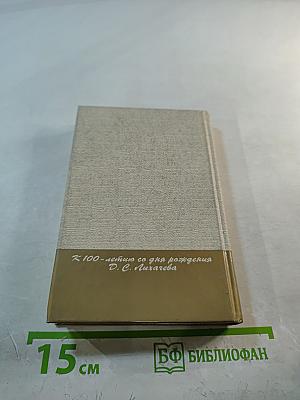 К 100-летию со дня рождения
Д. С. Лихачева
15 см
БФ БИБЛИОФАН